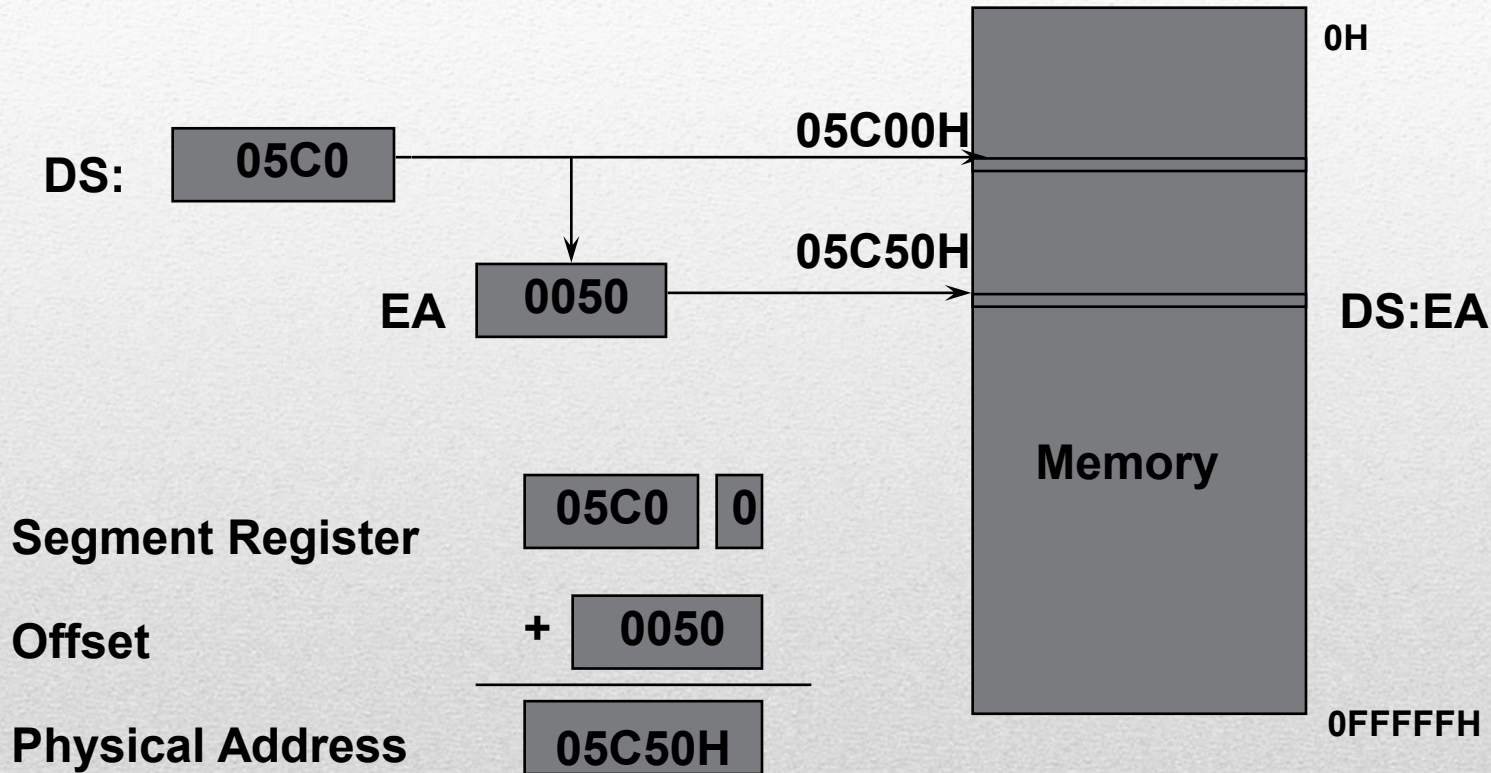 0H
05C00H
DS: 05C0
05C50H
EA 0050
DS:EA
Memory
Segment Register 05C0 0
Offset + 0050
0FFFFFH
Physical Address 05C50H